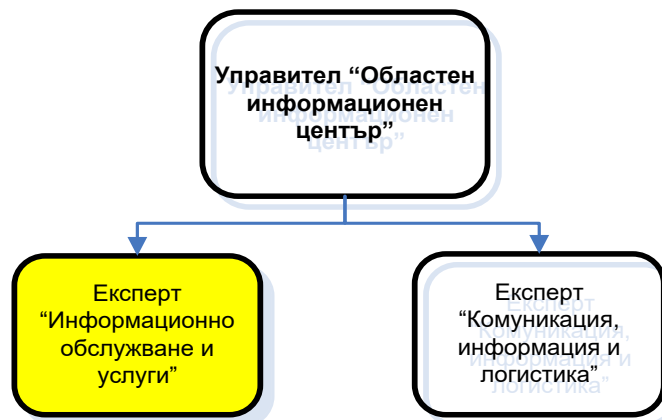 Управител “Областен
информационен
център”
Експерт
“Информационно
обслужване и
услуги”
Експерт
“Комуникация,
информация и
логистика”